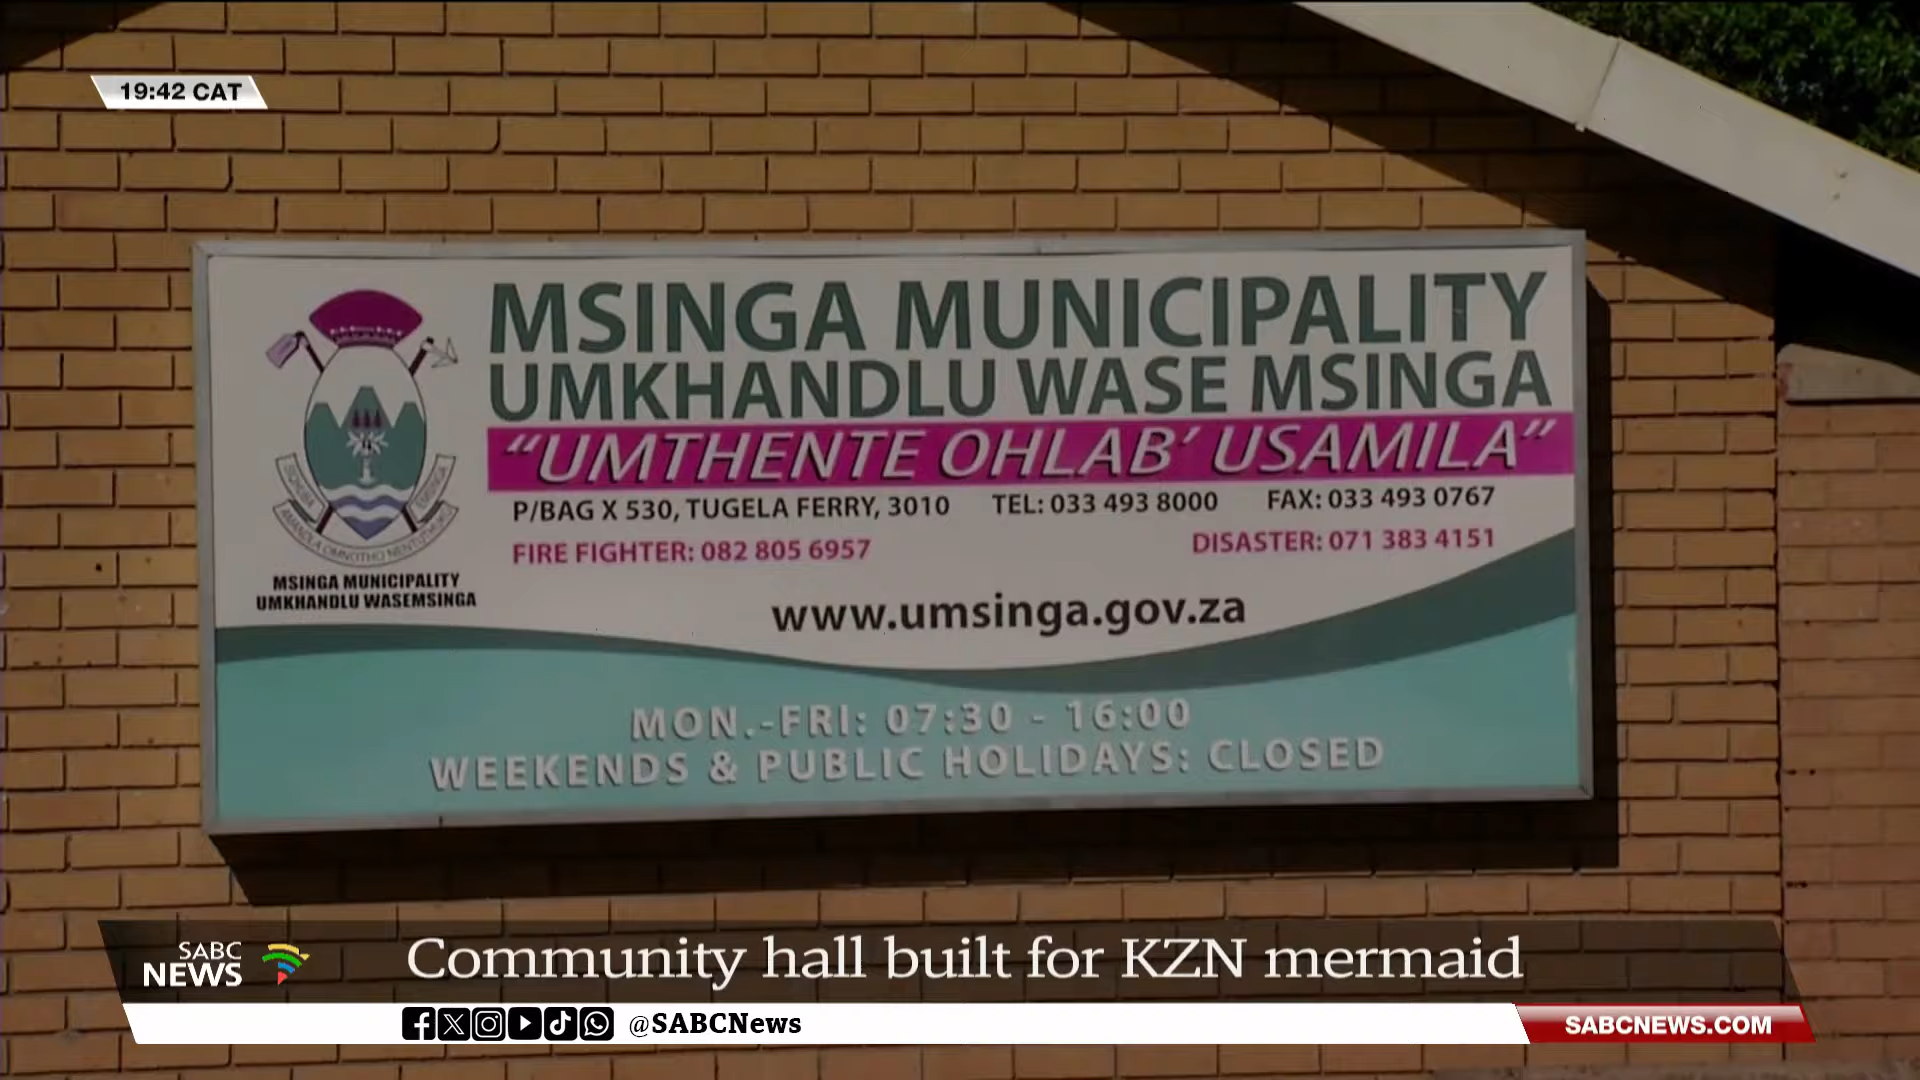 19:42 CAT
MSINGA MUNICIPALITY
UMKHANDLU WASE MSINGA
“UMTHENTE OHLAB’ USAMILA”
P/BAG X 530, TUGELA FERRY, 3010 TEL: 033 493 8000 FAX: 033 493 0767
FIRE FIGHTER: 082 805 6957 DISASTER: 071 383 4151
MSINGA MUNICIPALITY
UMKHANDLU WASEMSINGA
www.umsinga.gov.za
MON.-FRI: 07:30 - 16:00
WEEKENDS & PUBLIC HOLIDAYS: CLOSED
SABC
NEWS
Community hall built for KZN mermaid
@SABCNews
SABCNEWS.COM